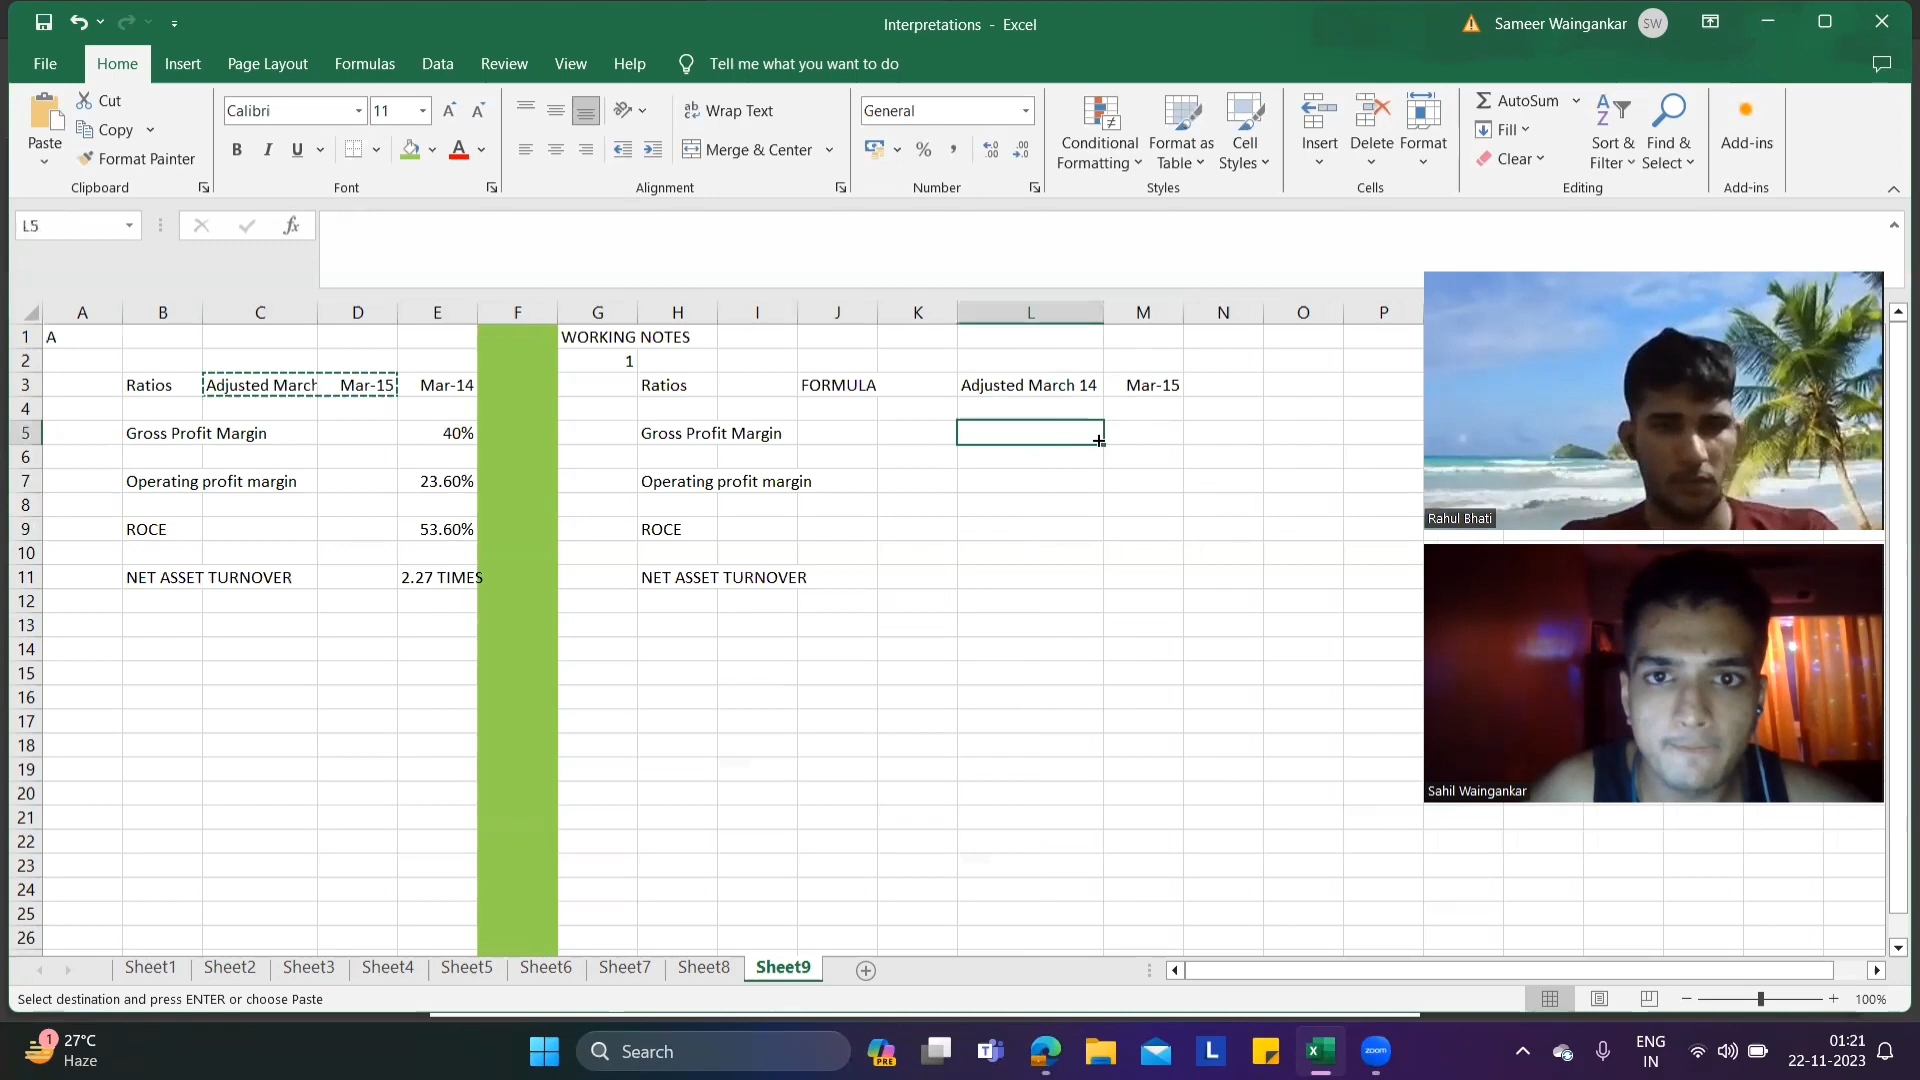 Interpretations - Excel
Sameer Waingankar
SW
File
Home
Insert
Page Layout
Formulas
Data
Review
View
Help
Tell me what you want to do
Paste
Cut
Copy
Format Painter
Clipboard
Calibri
11
B I U
Font
Wrap Text
Merge & Center
Alignment
General
Number
Conditional Formatting
Format as Table
Cell Styles
Styles
Insert
Delete
Format
Cells
AutoSum
Fill
Clear
Sort & Filter
Find & Select
Editing
Add-ins
Add-ins
L5
fx
A B C D E F G H I J K L M N O P
1 A WORKING NOTES
2 1
3 Ratios Adjusted March Mar-15 Mar-14 Ratios FORMULA Adjusted March 14 Mar-15
4
5 Gross Profit Margin 40% Gross Profit Margin
6
7 Operating profit margin 23.60% Operating profit margin
8
9 ROCE 53.60% ROCE
10
11 NET ASSET TURNOVER 2.27 TIMES NET ASSET TURNOVER
12
13
14
15
16
17
18
19
20
21
22
23
24
25
26
Rahul Bhati
Sahil Waingankar
Sheet1 Sheet2 Sheet3 Sheet4 Sheet5 Sheet6 Sheet7 Sheet8 Sheet9
Select destination and press ENTER or choose Paste
100%
1
27°C
Haze
Search
PRE
L
zoom
ENG
IN
01:21
22-11-2023